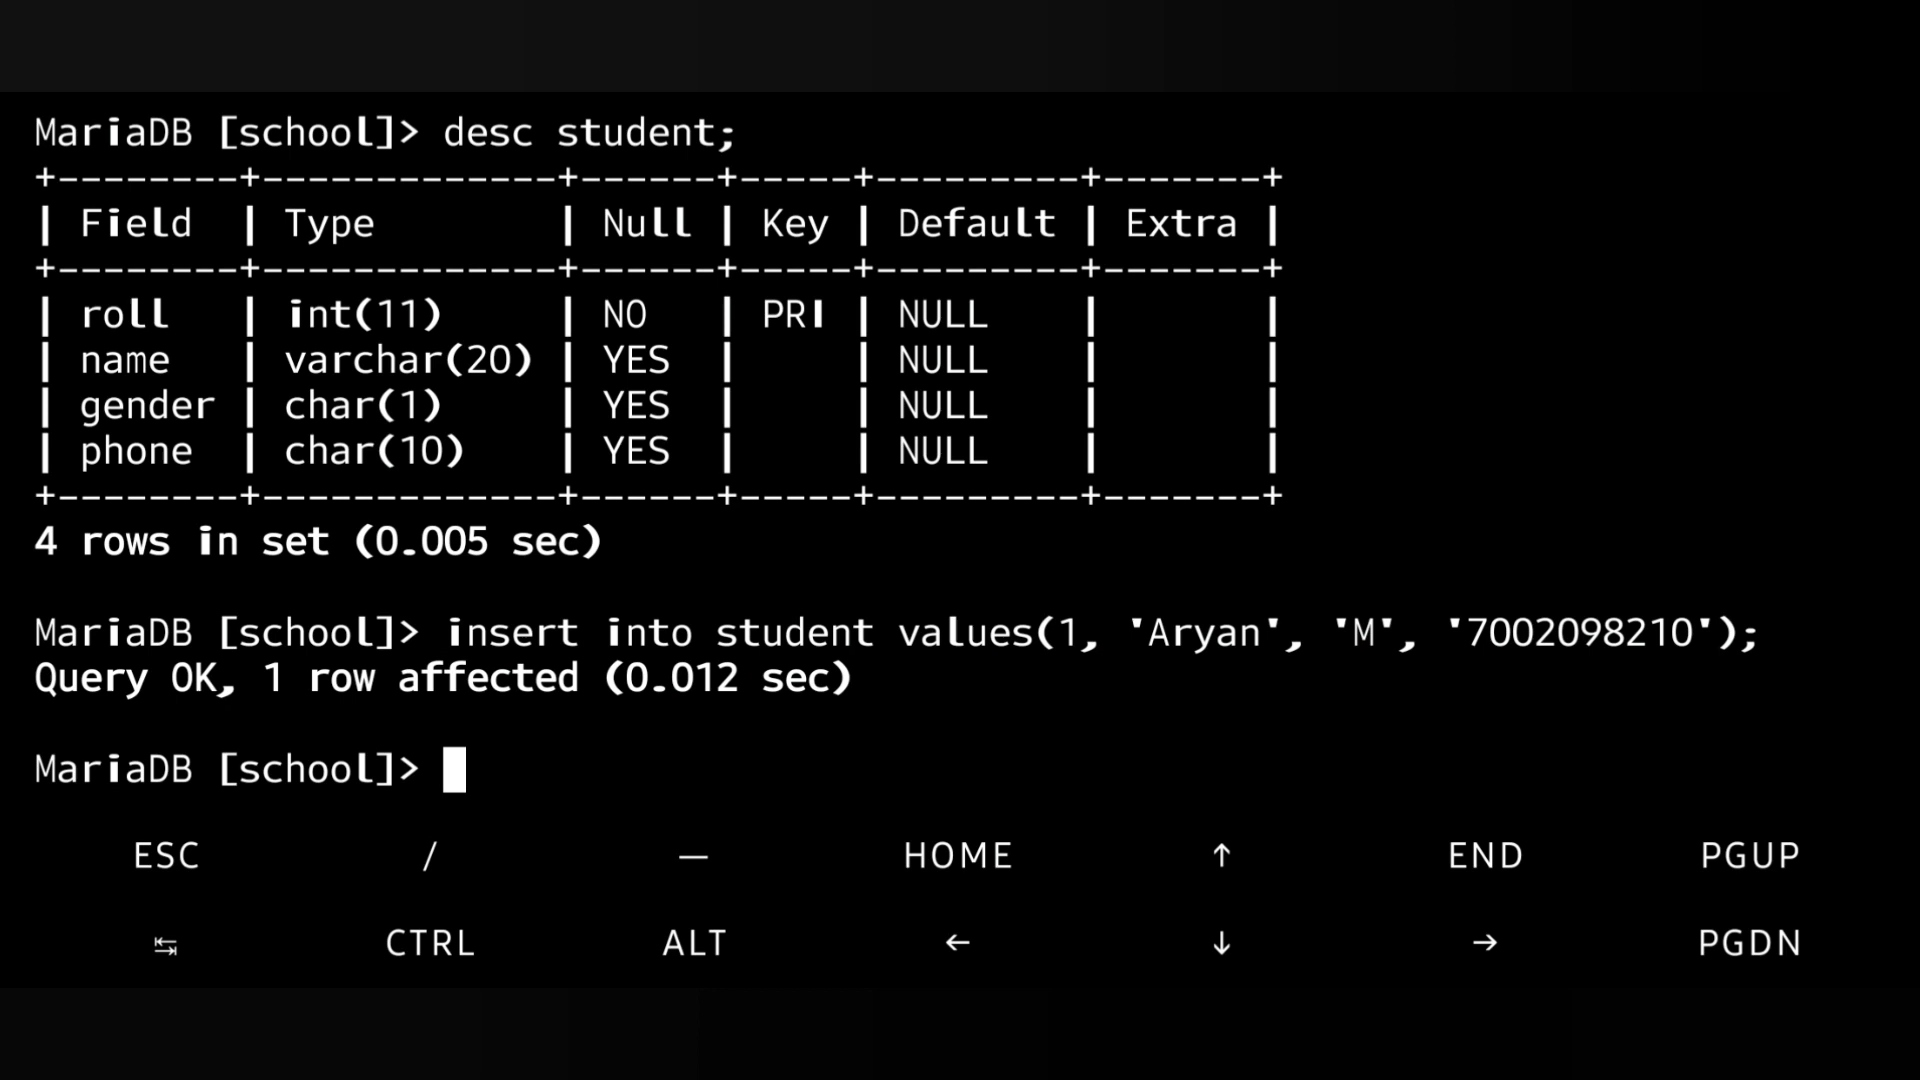 MariaDB [school]> desc student;
+--------+-------------+------+-----+---------+-------+
| Field  | Type        | Null | Key | Default | Extra |
+--------+-------------+------+-----+---------+-------+
| roll   | int(11)     | NO   | PRI | NULL    |       |
| name   | varchar(20) | YES  |     | NULL    |       |
| gender | char(1)     | YES  |     | NULL    |       |
| phone  | char(10)    | YES  |     | NULL    |       |
+--------+-------------+------+-----+---------+-------+
4 rows in set (0.005 sec)
MariaDB [school]> insert into student values(1, 'Aryan', 'M', '7002098210');
Query OK, 1 row affected (0.012 sec)
MariaDB [school]>
ESC / — HOME ↑ END PGUP
↹ CTRL ALT ← ↓ → PGDN